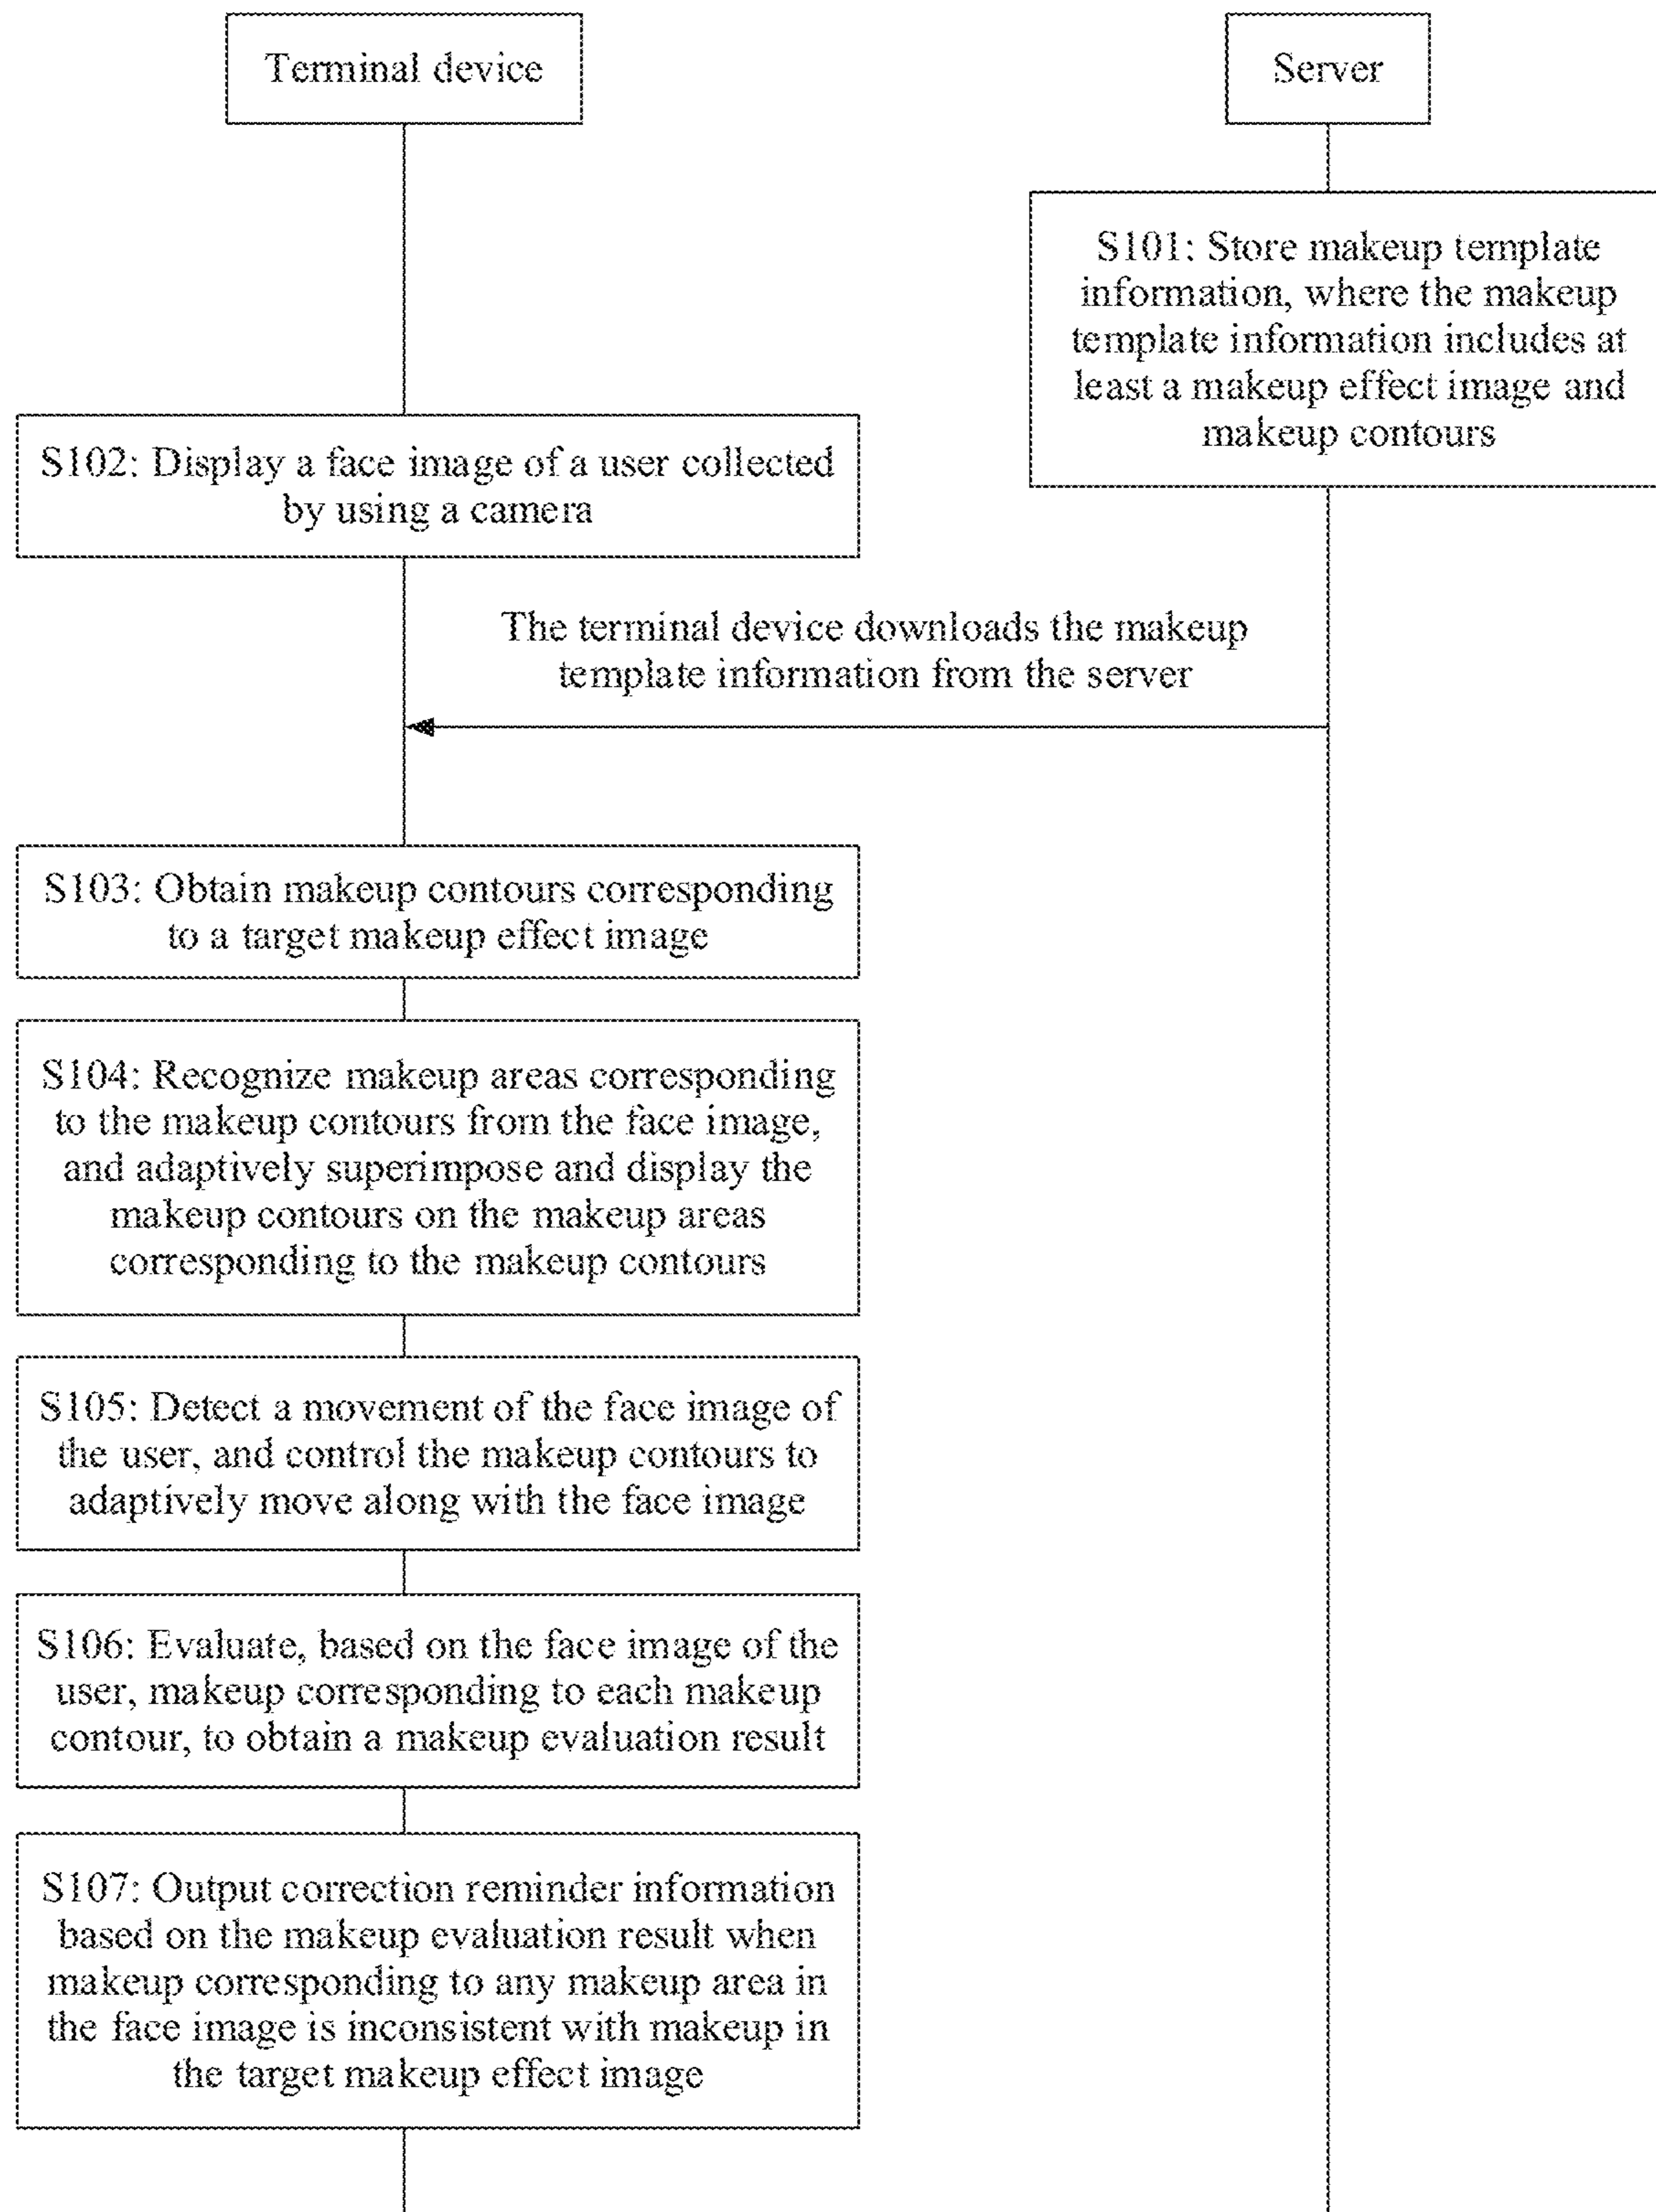 Terminal device
Server
S101: Store makeup template
information, where the makeup
template information includes at
least a makeup effect image and
makeup contours
S102: Display a face image of a user collected
by using a camera
The terminal device downloads the makeup
template information from the server
S103: Obtain makeup contours corresponding
to a target makeup effect image
S104: Recognize makeup areas corresponding
to the makeup contours from the face image,
and adaptively superimpose and display the
makeup contours on the makeup areas
corresponding to the makeup contours
S105: Detect a movement of the face image of
the user, and control the makeup contours to
adaptively move along with the face image
S106: Evaluate, based on the face image of the
user, makeup corresponding to each makeup
contour, to obtain a makeup evaluation result
S107: Output correction reminder information
based on the makeup evaluation result when
makeup corresponding to any makeup area in
the face image is inconsistent with makeup in
the target makeup effect image